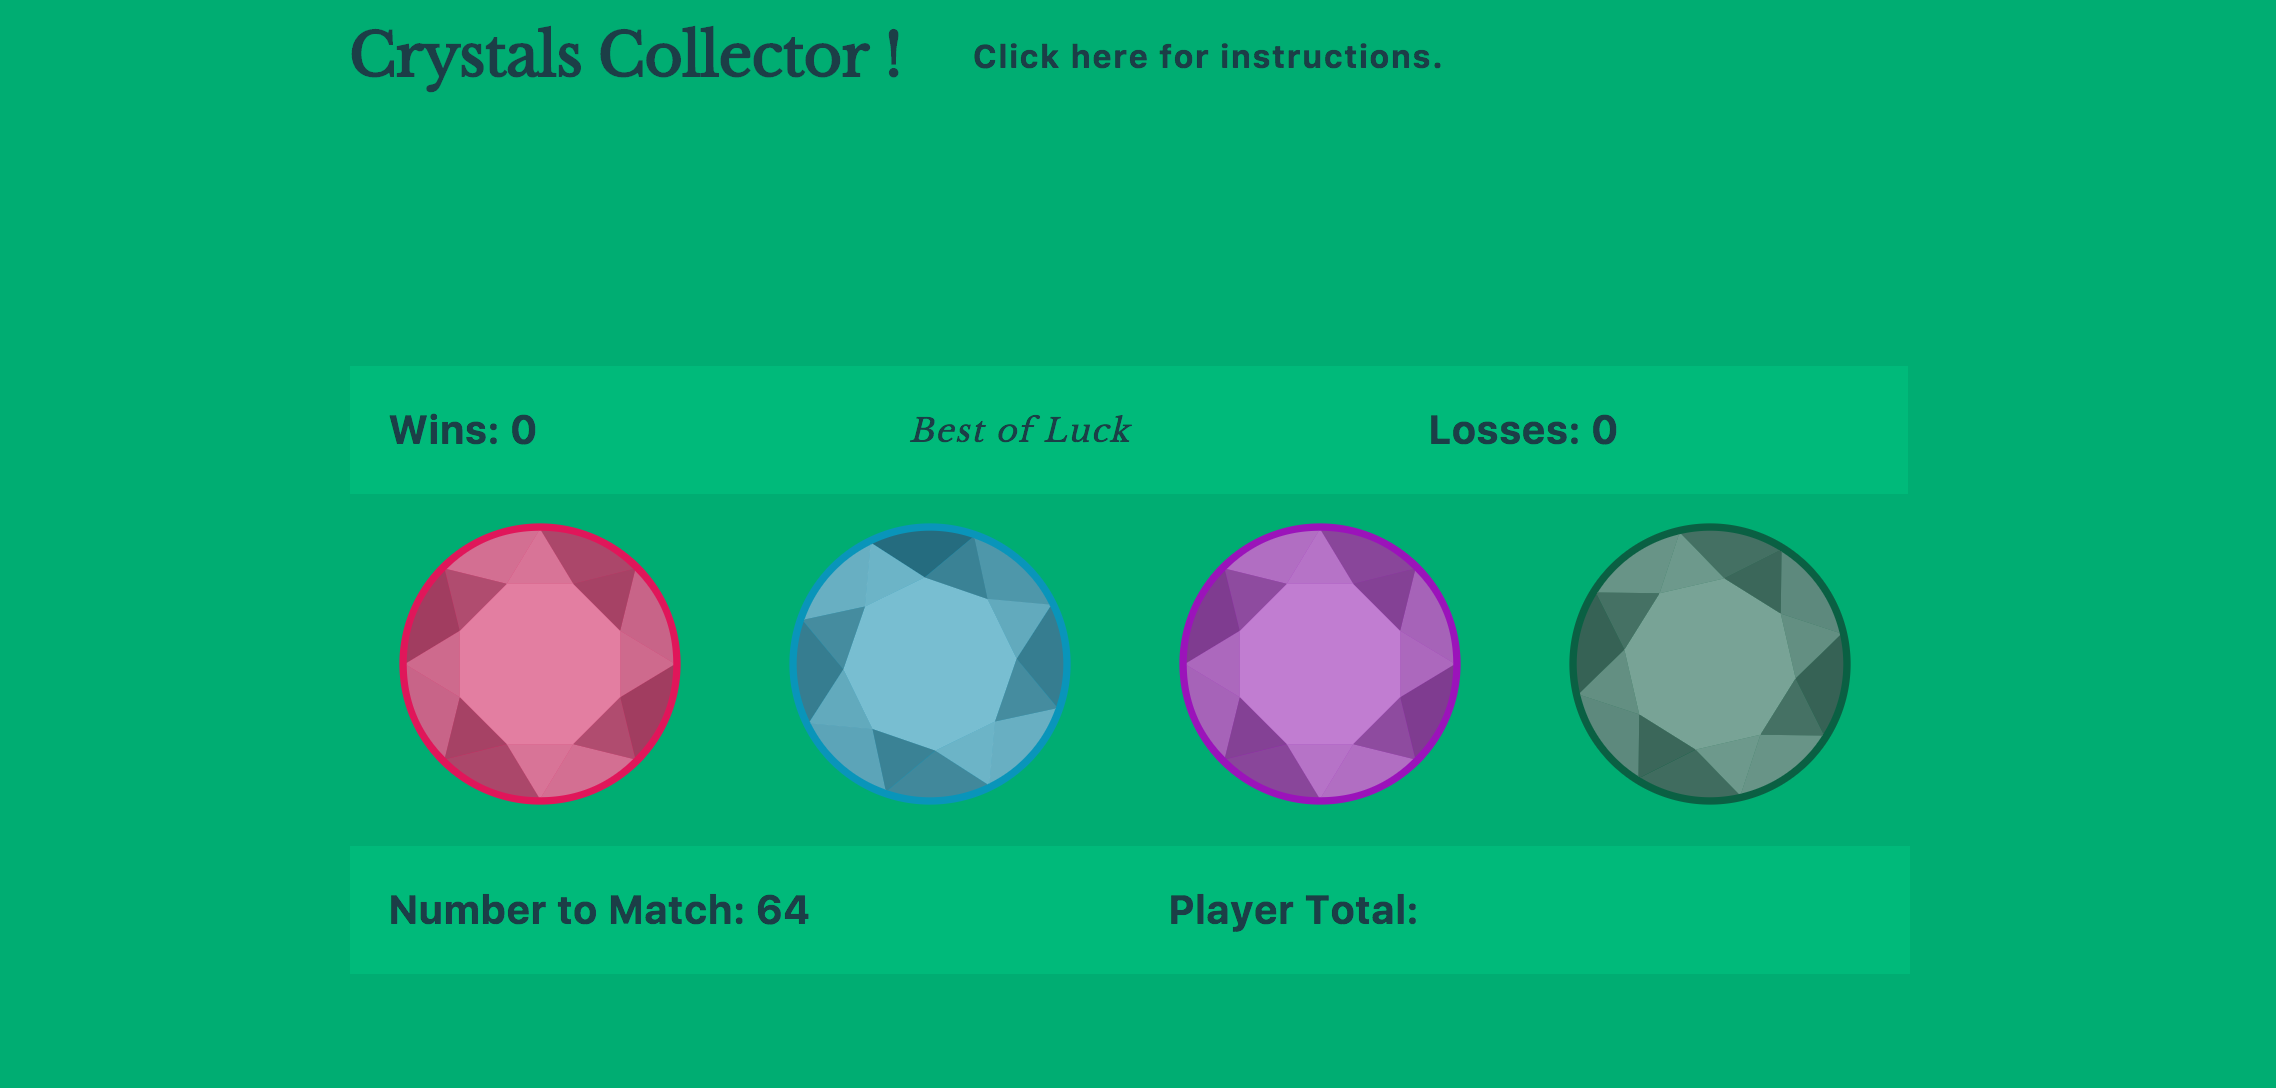 Crystals Collector !
Click here for instructions.
Wins: 0
Best of Luck
Losses: 0
Number to Match: 64
Player Total: